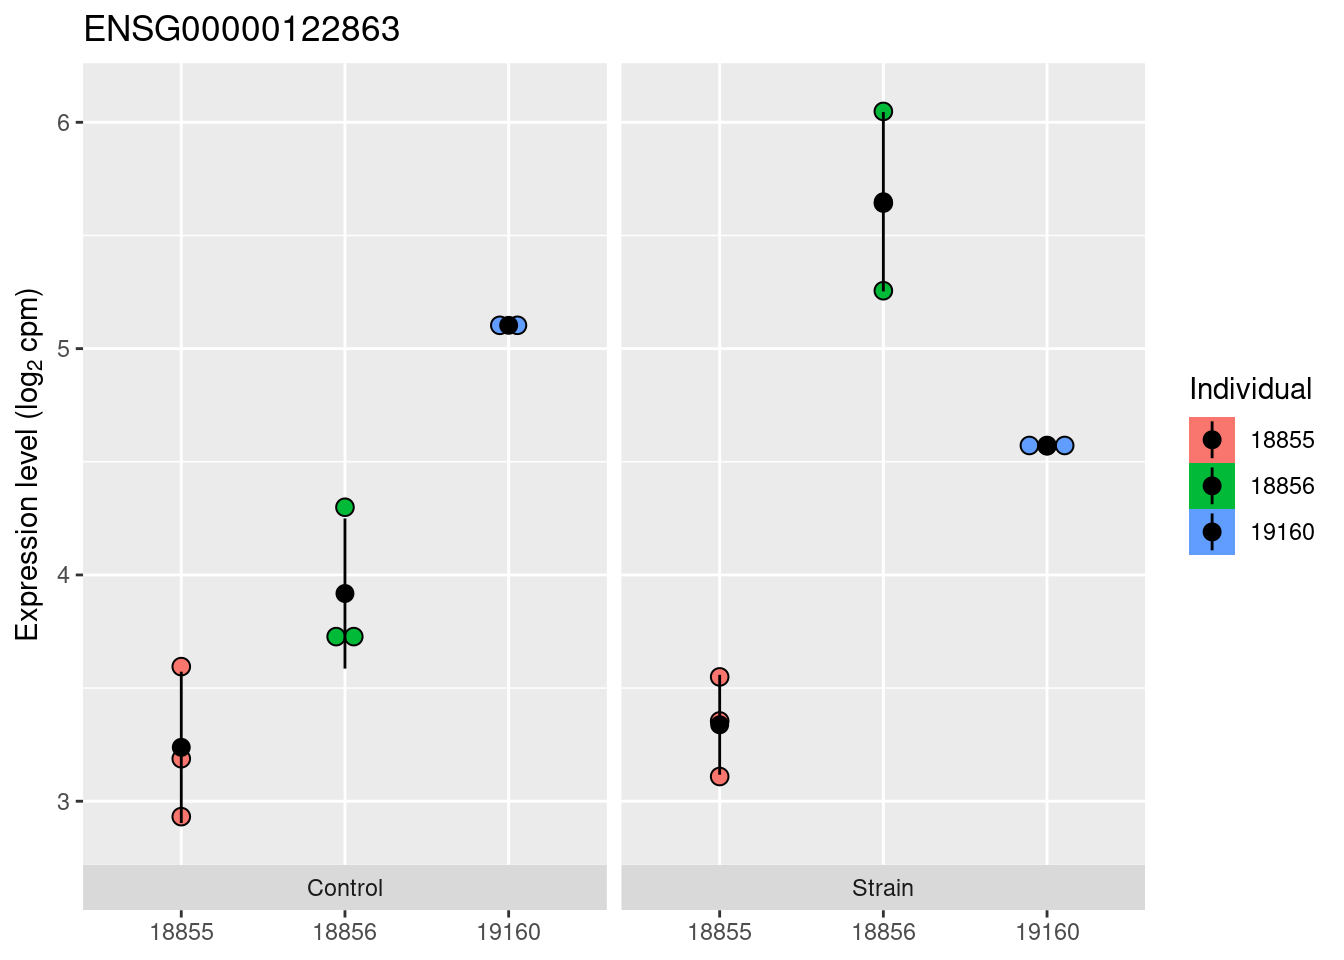 ENSG00000122863
Expression level (log₂ cpm)
6
5
4
3
Control
Strain
18855
18856
19160
18855
18856
19160
Individual
18855
18856
19160